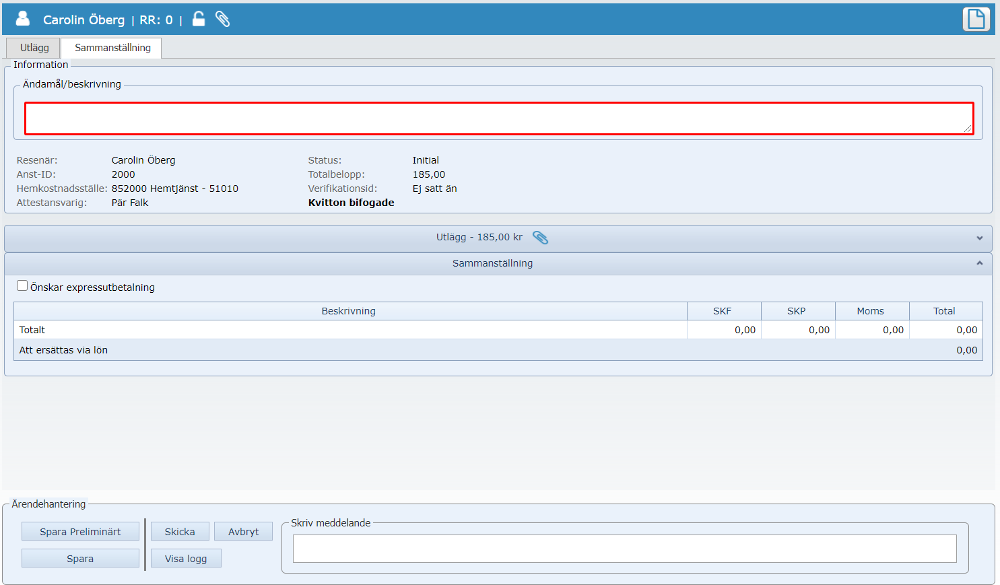 Carolin Öberg | RR: 0 |
Utlägg Sammanställning
Information
Ändamål/beskrivning
Resenär: Carolin Öberg Status: Initial
Anst-ID: 2000 Totalbelopp: 185,00
Hemkostnadsställe: 852000 Hemtjänst - 51010 Verifikationsid: Ej satt än
Attestansvarig: Pär Falk Kvitton bifogade
Utlägg - 185,00 kr
Sammanställning
Önskar expressutbetalning
Beskrivning SKF SKP Moms Total
Totalt 0,00 0,00 0,00 0,00
Att ersättas via lön 0,00
Ärendehantering
Spara Preliminärt Skicka Avbryt Skriv meddelande
Spara Visa logg